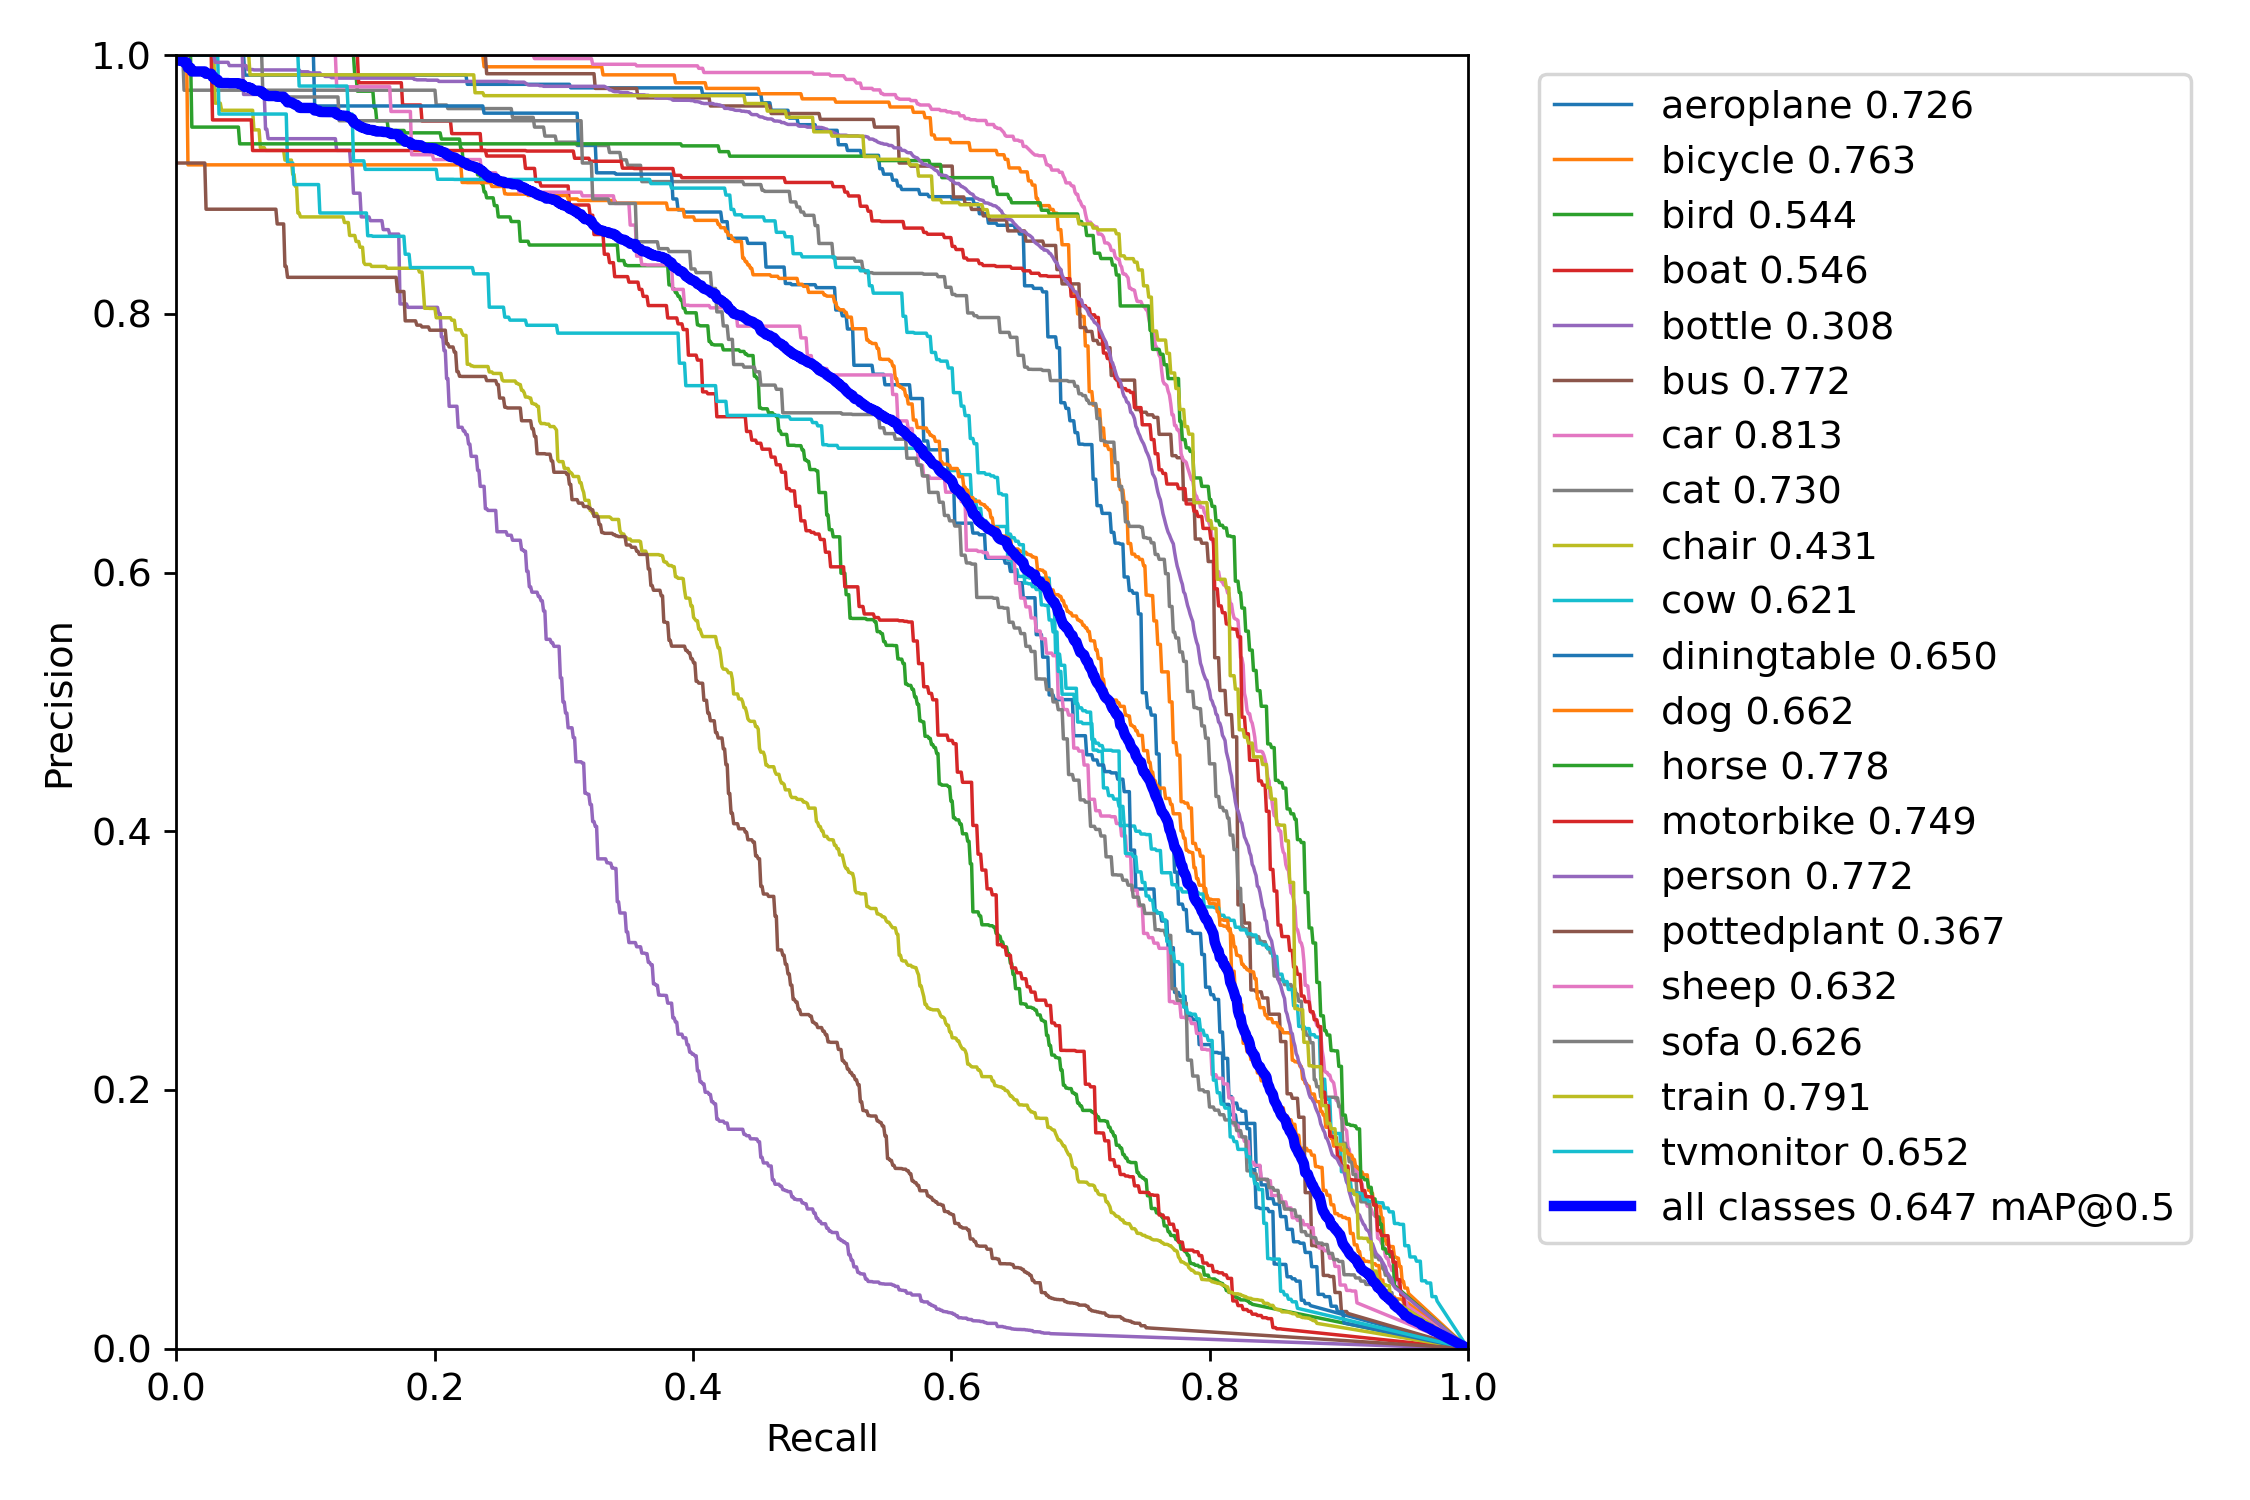 1.0
0.8
0.6
0.4
0.2
0.0
Precision
0.0 0.2 0.4 0.6 0.8 1.0
Recall
aeroplane 0.726
bicycle 0.763
bird 0.544
boat 0.546
bottle 0.308
bus 0.772
car 0.813
cat 0.730
chair 0.431
cow 0.621
diningtable 0.650
dog 0.662
horse 0.778
motorbike 0.749
person 0.772
pottedplant 0.367
sheep 0.632
sofa 0.626
train 0.791
tvmonitor 0.652
all classes 0.647 mAP@0.5